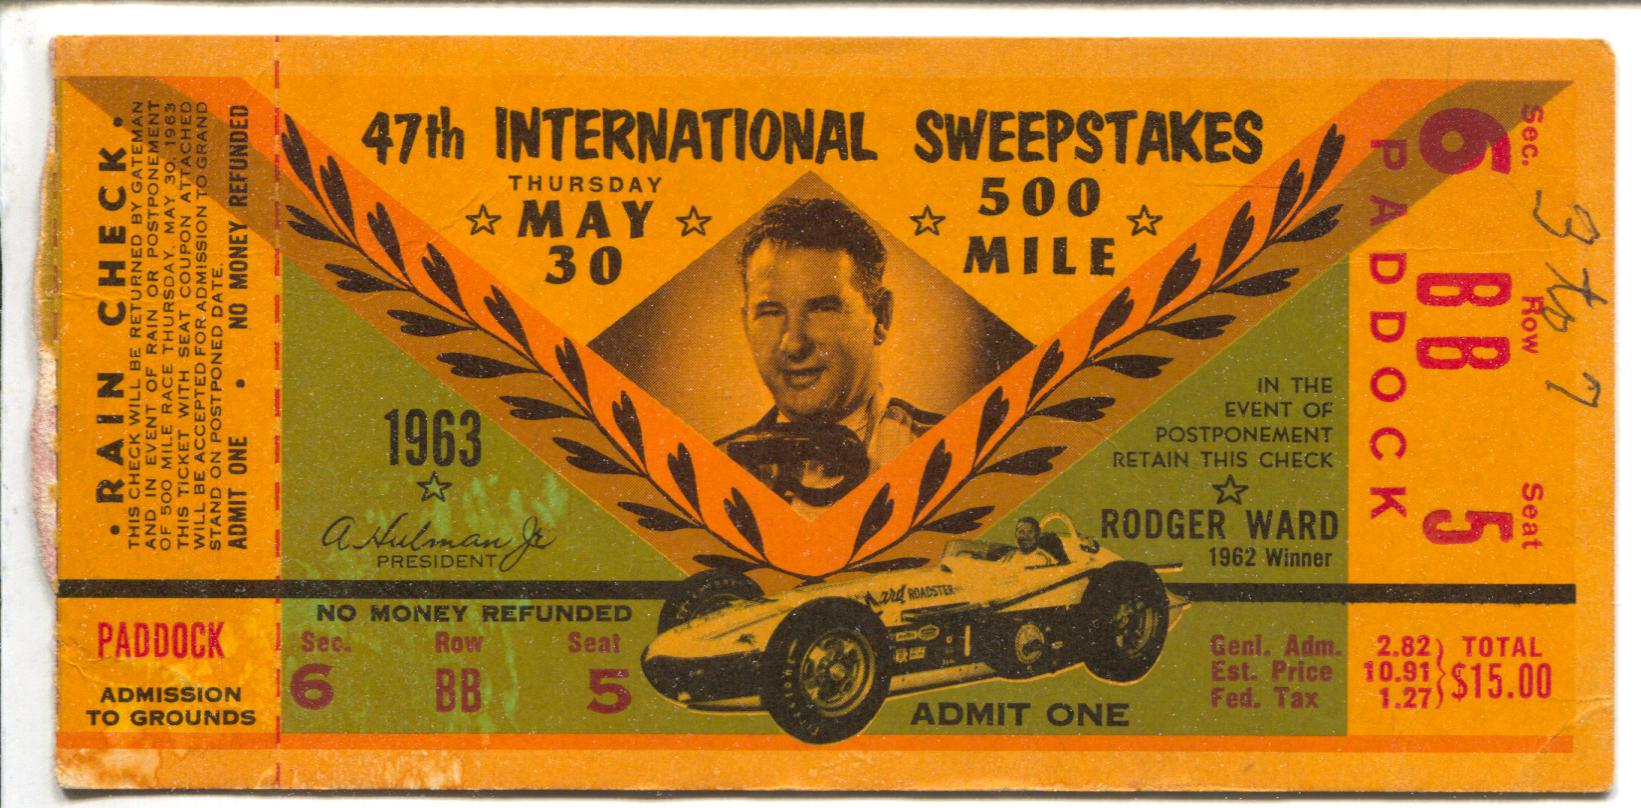 • RAIN CHECK •
THIS CHECK WILL BE RETURNED BY GATEMAN
AND IN EVENT OF RAIN OR POSTPONEMENT
OF 500 MILE RACE THURSDAY, MAY 30, 1963
THIS TICKET WITH SEAT COUPON ATTACHED
WILL BE ACCEPTED FOR ADMISSION TO GRAND
STAND ON POSTPONED DATE.
ADMIT ONE • NO MONEY REFUNDED
PADDOCK
ADMISSION
TO GROUNDS
47th INTERNATIONAL SWEEPSTAKES
THURSDAY
MAY
30
500
MILE
1963
A Hulman Jr
PRESIDENT
NO MONEY REFUNDED
Sec. Row Seat
6 BB 5
IN THE
EVENT OF
POSTPONEMENT
RETAIN THIS CHECK
RODGER WARD
1962 Winner
Ward ROADSTER
1
ADMIT ONE
Genl. Adm. 2.82
Est. Price 10.91
Fed. Tax 1.27
TOTAL
$15.00
Sec. Row Seat
6 BB 5
PADDOCK